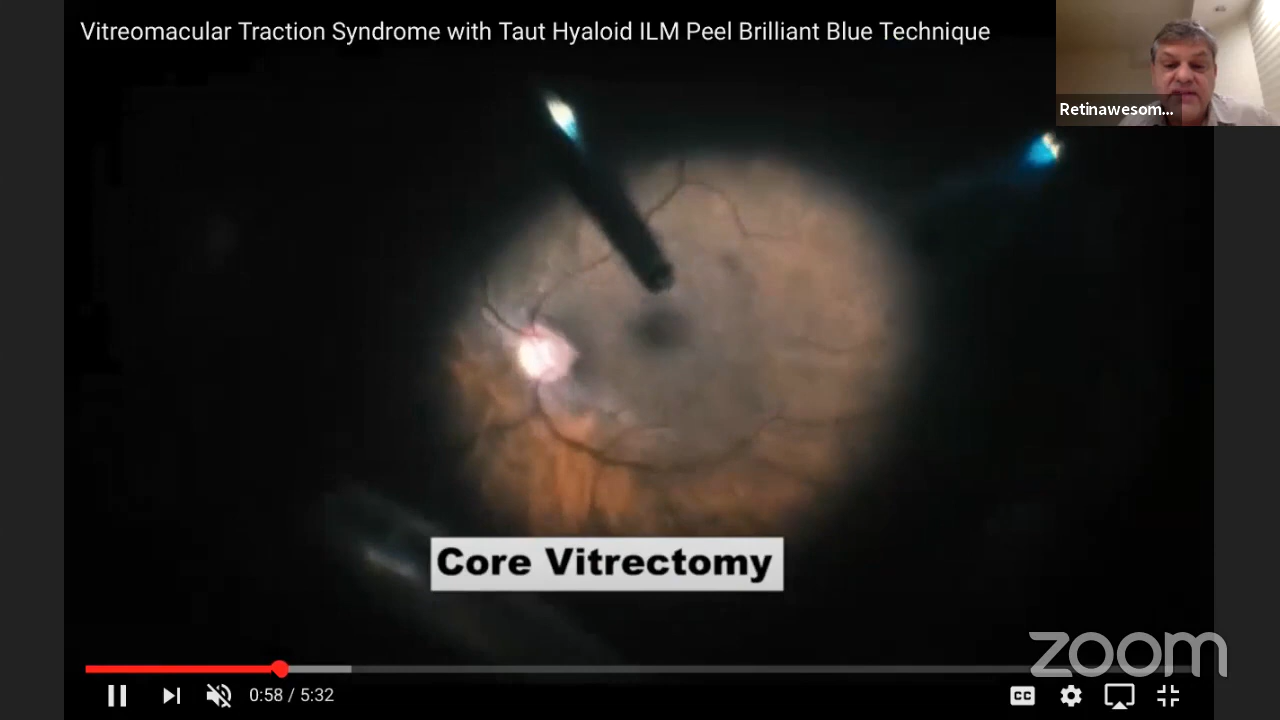 Vitreomacular Traction Syndrome with Taut Hyaloid ILM Peel Brilliant Blue Technique
Retinawesom...
Core Vitrectomy
zoom
0:58 / 5:32
CC